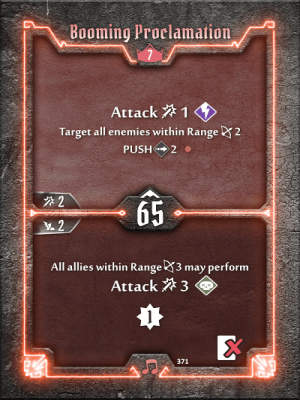 Booming Proclamation
7
Attack 1
Target all enemies within Range 2
PUSH 2
2
65
2
All allies within Range 3 may perform
Attack 3
1
371